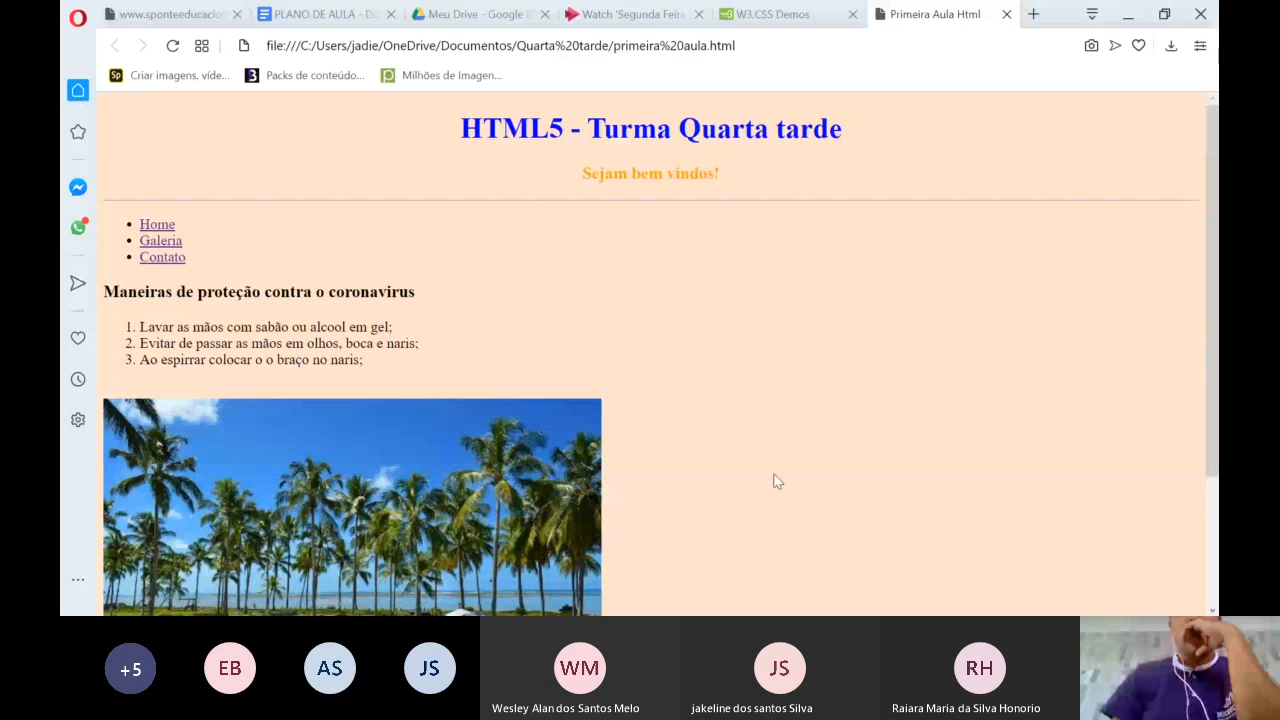 www.sponteeducacio
PLANO DE AULA - D
Meu Drive - Google
Watch 'Segunda Feira
W3.CSS Demos
Primeira Aula Html
file:///C:/Users/jadie/OneDrive/Documentos/Quarta%20tarde/primeira%20aula.html
Sp Criar imagens, víde...
Packs de conteúdo...
Milhões de Imagen...
HTML5 - Turma Quarta tarde
Sejam bem vindos!
Home
Galeria
Contato
Maneiras de proteção contra o coronavirus
1. Lavar as mãos com sabão ou alcool em gel;
2. Evitar de passar as mãos em olhos, boca e naris;
3. Ao espirrar colocar o o braço no naris;
+5
EB
AS
JS
WM
JS
RH
Wesley Alan dos Santos Melo
jakeline dos santos Silva
Raiara Maria da Silva Honorio